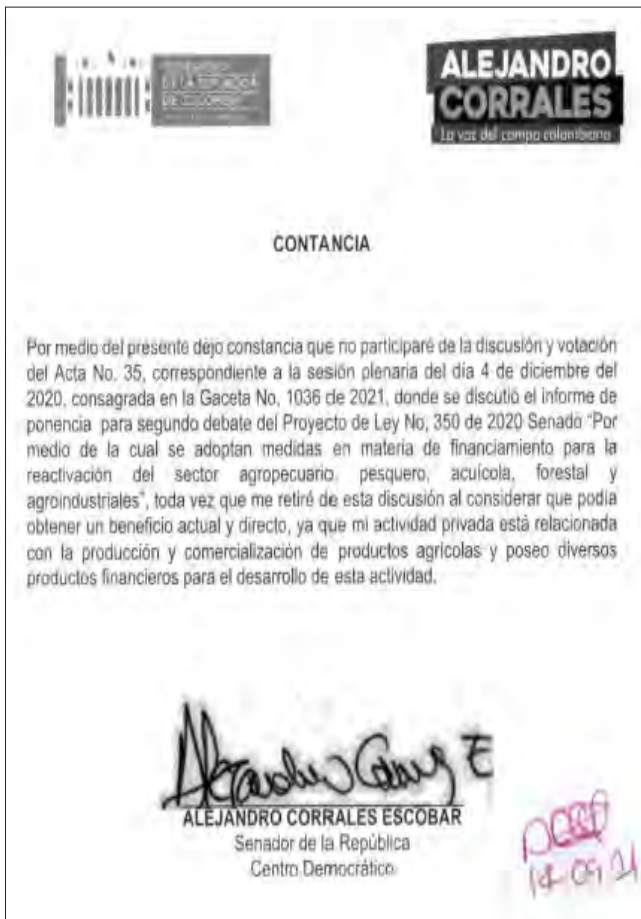 DE LA REPÚBLICA
DE COLOMBIA
ALEJANDRO
CORRALES
La voz del campo colombiano
CONTANCIA
Por medio del presente dejo constancia que no participaré de la discusión y votación
del Acta No. 35, correspondiente a la sesión plenaria del día 4 de diciembre del
2020, consagrada en la Gaceta No. 1036 de 2021, donde se discutió el informe de
ponencia para segundo debate del Proyecto de Ley No, 350 de 2020 Senado “Por
medio de la cual se adoptan medidas en materia de financiamiento para la
reactivación del sector agropecuario, pesquero, acuícola, forestal y
agroindustriales”, toda vez que me retiré de esta discusión al considerar que podía
obtener un beneficio actual y directo, ya que mi actividad privada está relacionada
con la producción y comercialización de productos agrícolas y poseo diversos
productos financieros para el desarrollo de esta actividad.
ALEJANDRO CORRALES ESCOBAR
Senador de la República
Centro Democrático